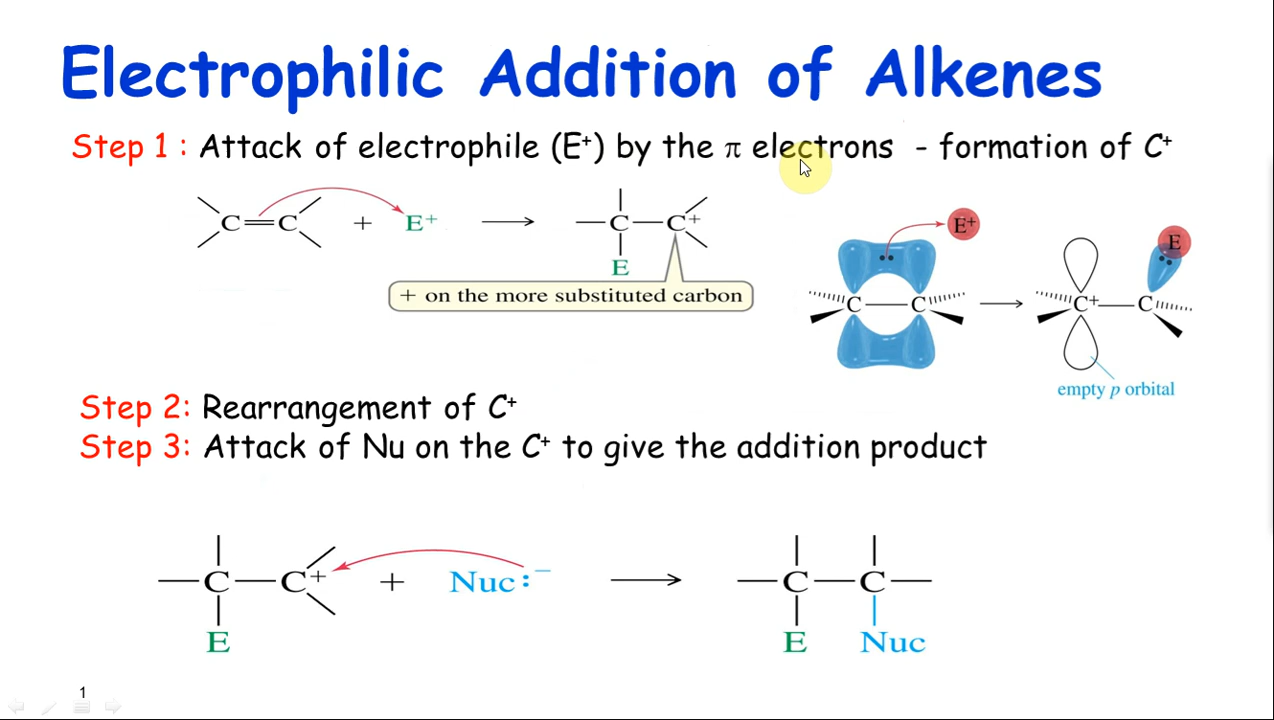 Electrophilic Addition of Alkenes
Step 1 : Attack of electrophile (E⁺) by the π electrons - formation of C⁺
C=C + E⁺ → C—C⁺
E
+ on the more substituted carbon
E⁺
C—C → C⁺—C
E
empty p orbital
Step 2: Rearrangement of C⁺
Step 3: Attack of Nu on the C⁺ to give the addition product
C—C⁺ + Nuc:⁻ → C—C
E
E Nuc
1